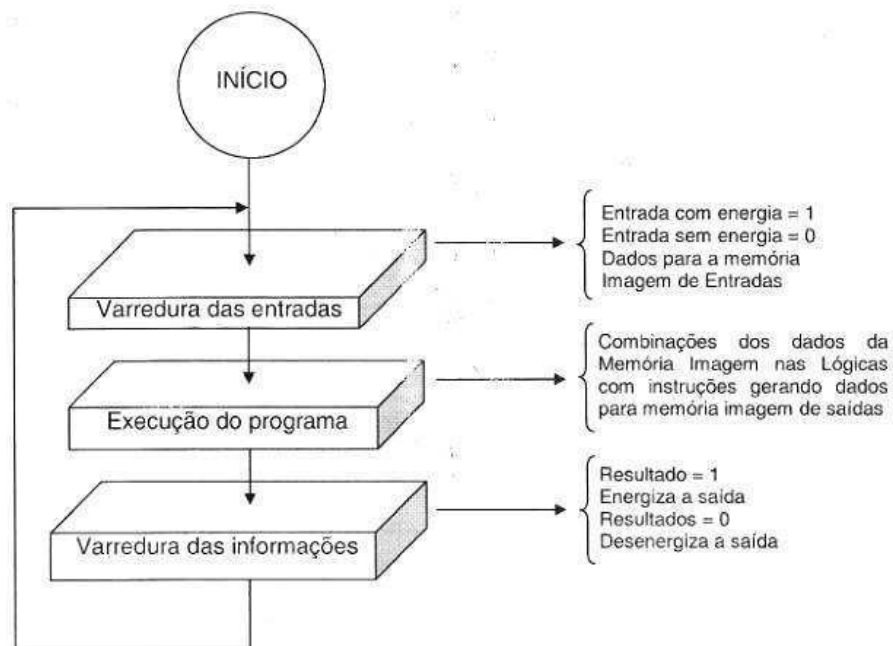 INÍCIO
Varredura das entradas
Entrada com energia = 1
Entrada sem energia = 0
Dados para a memória
Imagem de Entradas
Execução do programa
Combinações dos dados da
Memória Imagem nas Lógicas
com instruções gerando dados
para memória imagem de saídas
Varredura das informações
Resultado = 1
Energiza a saída
Resultados = 0
Desenergiza a saída